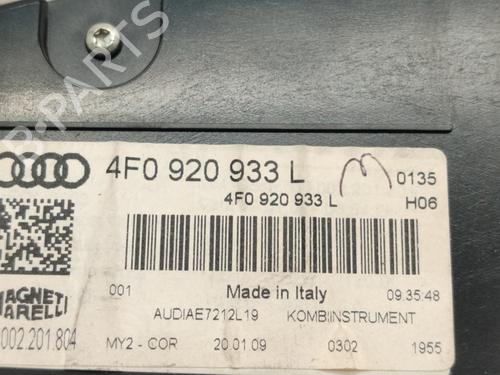 B-PARTS
4F0 920 933 L
0135
4F0 920 933 L
H06
001
Made in Italy
09:35:48
AUDIAE7212L19
KOMBIINSTRUMENT
MAGNETI
MARELLI
002.201.804
MY2 - COR
20.01.09
0302
1955